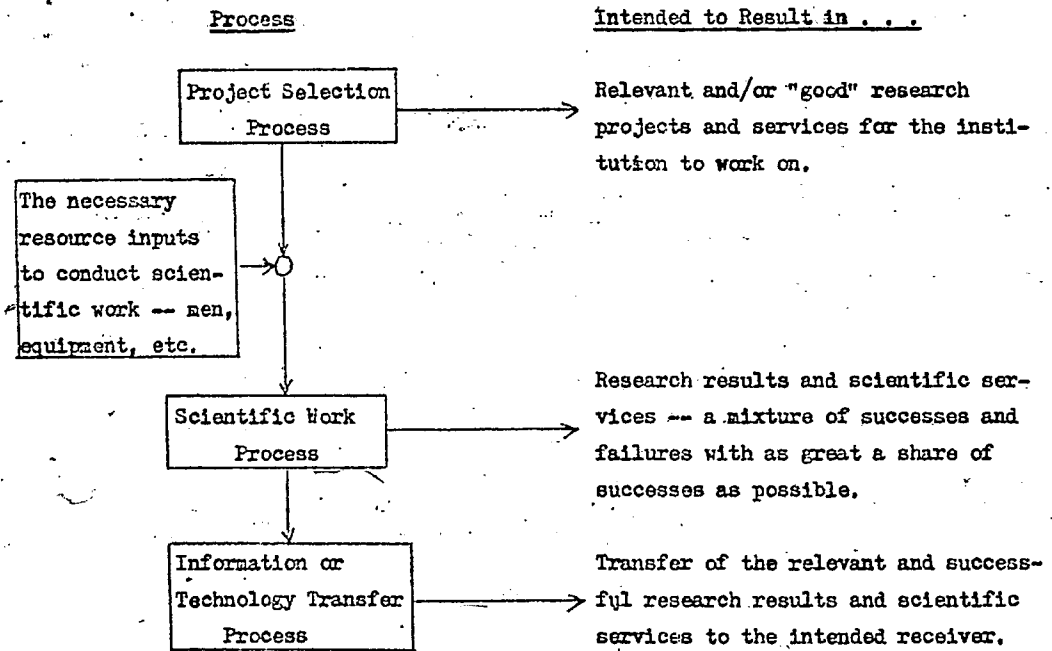 Process
Intended to Result in . . .
Project Selection
Process
Relevant and/or "good" research
projects and services for the insti-
tution to work on.
The necessary
resource inputs
to conduct scien-
tific work -- men,
equipment, etc.
Scientific Work
Process
Research results and scientific ser-
vices -- a mixture of successes and
failures with as great a share of
successes as possible.
Information or
Technology Transfer
Process
Transfer of the relevant and success-
ful research results and scientific
services to the intended receiver.